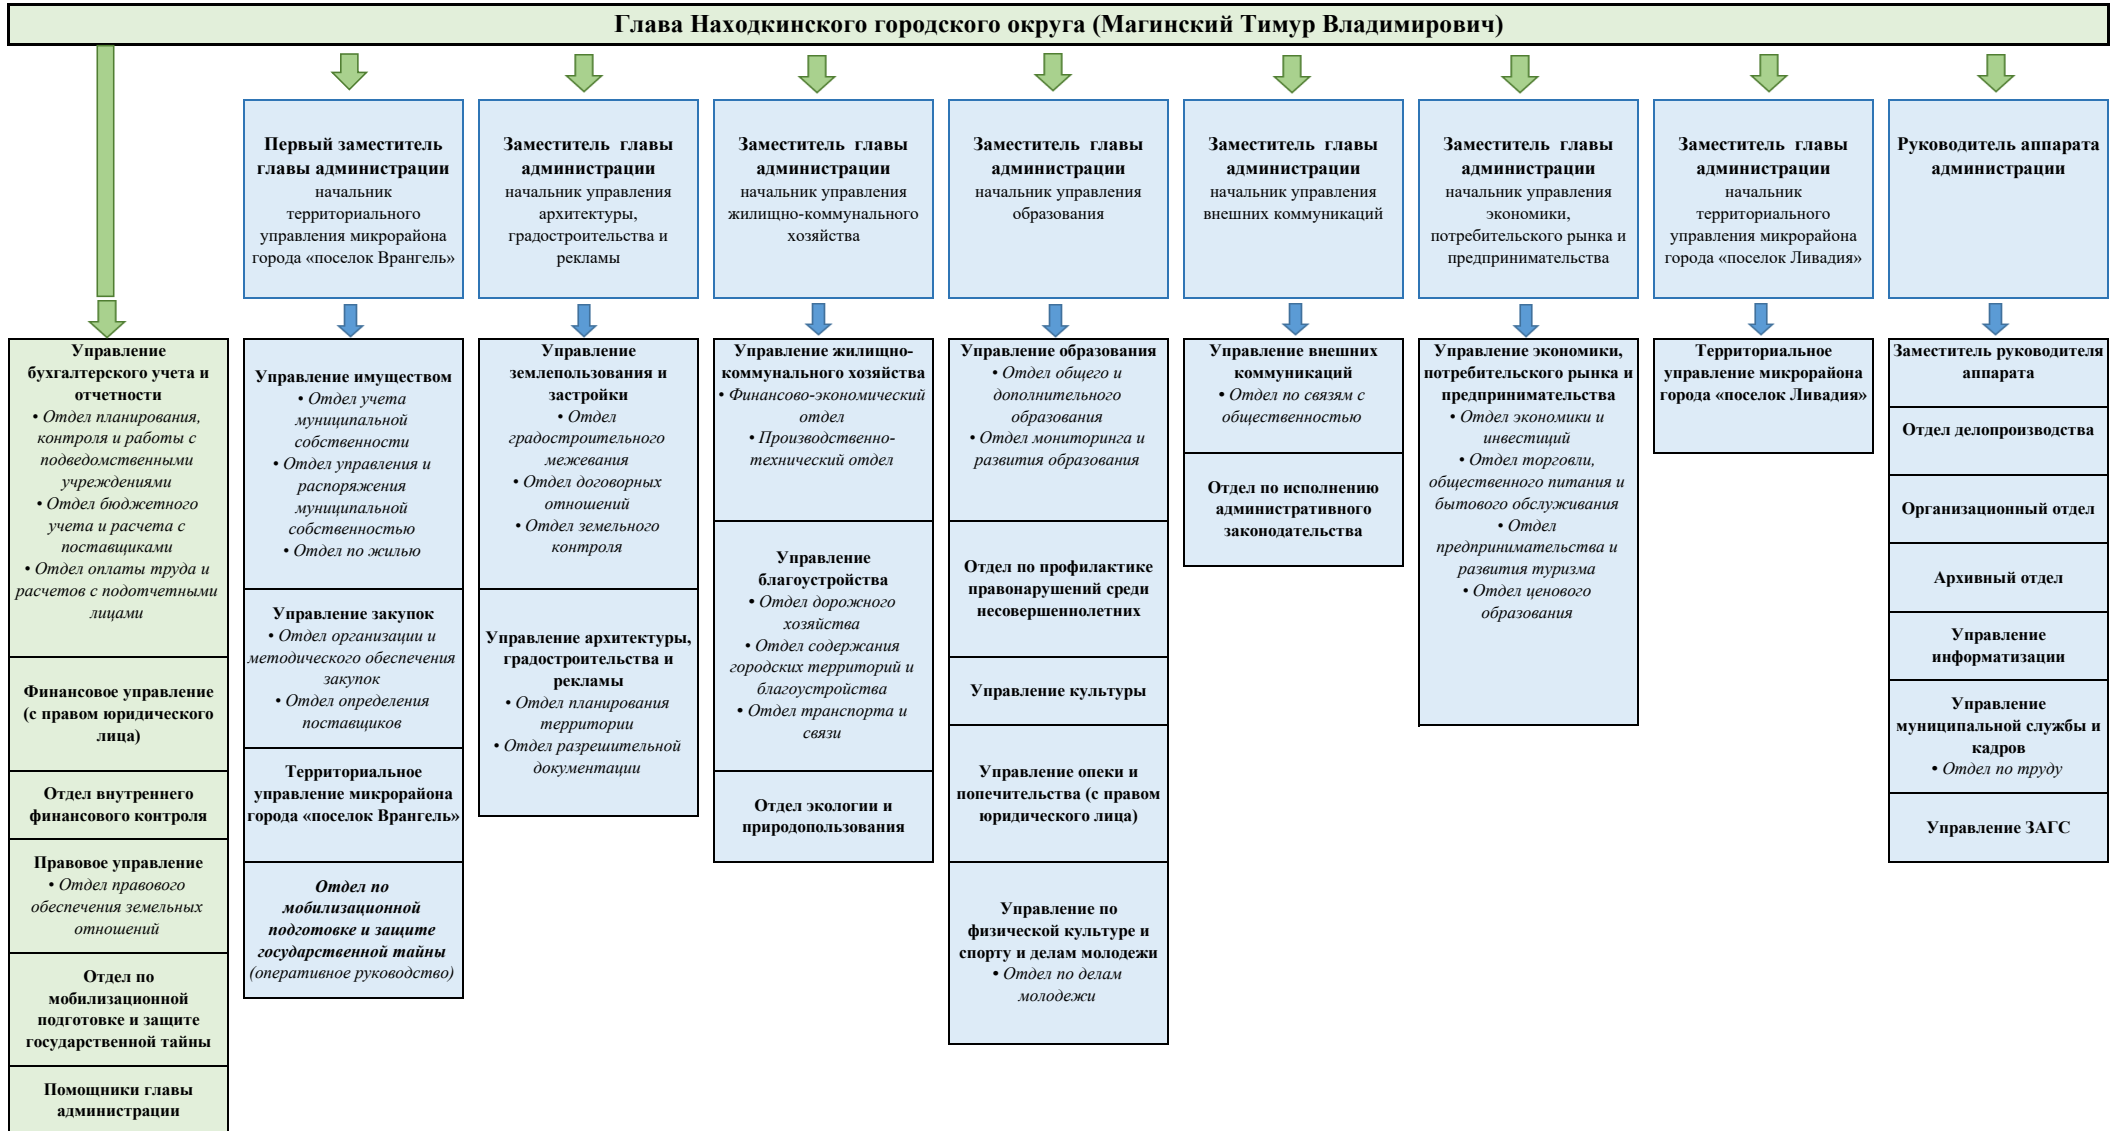 Глава Находкинского городского округа (Магинский Тимур Владимирович)
Первый заместитель
главы администрации
начальник
территориального
управления микрорайона
города «поселок Врангель»
Заместитель главы
администрации
начальник управления
архитектуры,
градостроительства и
рекламы
Заместитель главы
администрации
начальник управления
жилищно-коммунального
хозяйства
Заместитель главы
администрации
начальник управления
образования
Заместитель главы
администрации
начальник управления
внешних коммуникаций
Заместитель главы
администрации
начальник управления
экономики,
потребительского рынка и
предпринимательства
Заместитель главы
администрации
начальник
территориального
управления микрорайона
города «поселок Ливадия»
Руководитель аппарата
администрации
Управление
бухгалтерского учета и
отчетности
• Отдел планирования,
контроля и работы с
подведомственными
учреждениями
• Отдел бюджетного
учета и расчета с
поставщиками
• Отдел оплаты труда и
расчетов с подотчетными
лицами
Финансовое управление
(с правом юридического
лица)
Отдел внутреннего
финансового контроля
Правовое управление
• Отдел правового
обеспечения земельных
отношений
Отдел по
мобилизационной
подготовке и защите
государственной тайны
Помощники главы
администрации
Управление имуществом
• Отдел учета
муниципальной
собственности
• Отдел управления и
распоряжения
муниципальной
собственностью
• Отдел по жилью
Управление закупок
• Отдел организации и
методического обеспечения
закупок
• Отдел определения
поставщиков
Территориальное
управление микрорайона
города «поселок Врангель»
Отдел по
мобилизационной
подготовке и защите
государственной тайны
(оперативное руководство)
Управление
землепользования и
застройки
• Отдел
градостроительного
межевания
• Отдел договорных
отношений
• Отдел земельного
контроля
Управление архитектуры,
градостроительства и
рекламы
• Отдел планирования
территории
• Отдел разрешительной
документации
Управление жилищно-
коммунального хозяйства
• Финансово-экономический
отдел
• Производственно-
технический отдел
Управление
благоустройства
• Отдел дорожного
хозяйства
• Отдел содержания
городских территорий и
благоустройства
• Отдел транспорта и
связи
Отдел экологии и
природопользования
Управление образования
• Отдел общего и
дополнительного
образования
• Отдел мониторинга и
развития образования
Отдел по профилактике
правонарушений среди
несовершеннолетних
Управление культуры
Управление опеки и
попечительства (с правом
юридического лица)
Управление по
физической культуре и
спорту и делам молодежи
• Отдел по делам
молодежи
Управление внешних
коммуникаций
• Отдел по связям с
общественностью
Отдел по исполнению
административного
законодательства
Управление экономики,
потребительского рынка и
предпринимательства
• Отдел экономики и
инвестиций
• Отдел торговли,
общественного питания и
бытового обслуживания
• Отдел
предпринимательства и
развития туризма
• Отдел ценового
образования
Территориальное
управление микрорайона
города «поселок Ливадия»
Заместитель руководителя
аппарата
Отдел делопроизводства
Организационный отдел
Архивный отдел
Управление
информатизации
Управление
муниципальной службы и
кадров
• Отдел по труду
Управление ЗАГС